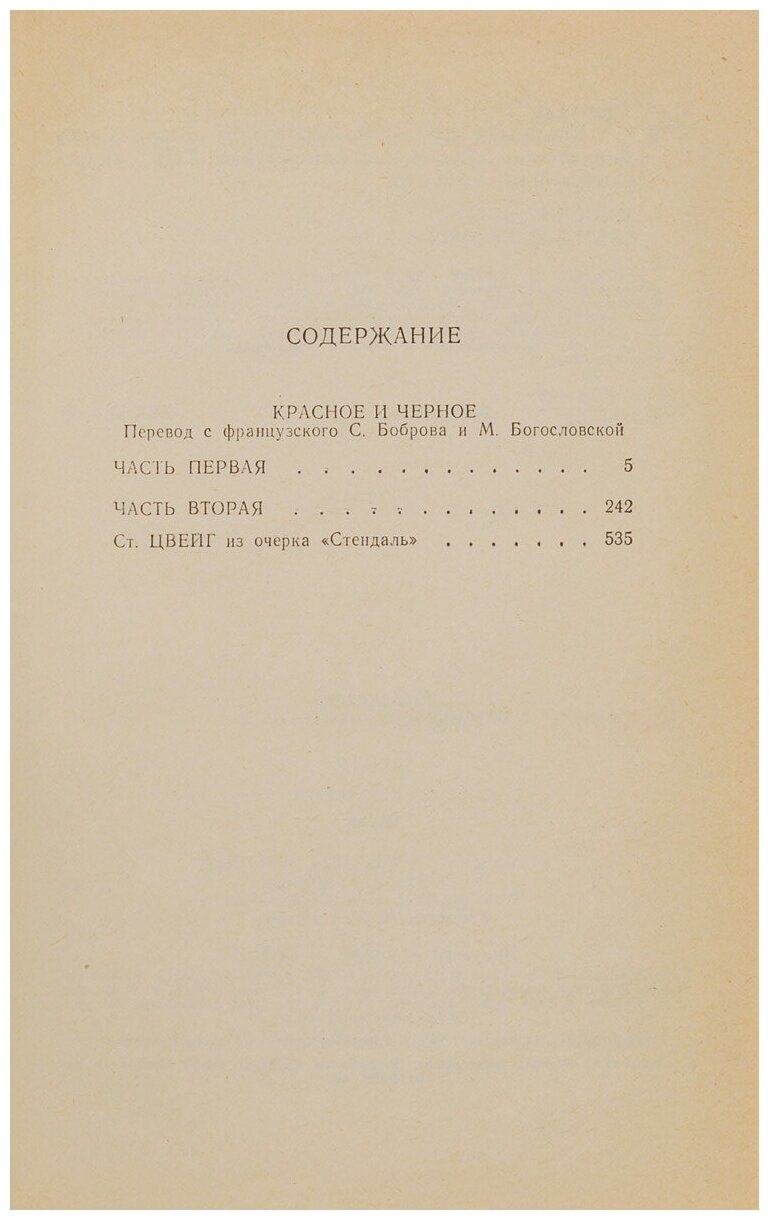 СОДЕРЖАНИЕ
КРАСНОЕ И ЧЕРНОЕ
Перевод с французского С. Боброва и М. Богословской
ЧАСТЬ ПЕРВАЯ . . . . . . . . . . . . 5
ЧАСТЬ ВТОРАЯ . . . . . . . . . . . . 242
Ст. ЦВЕЙГ из очерка «Стендаль» . . . . . . . 535